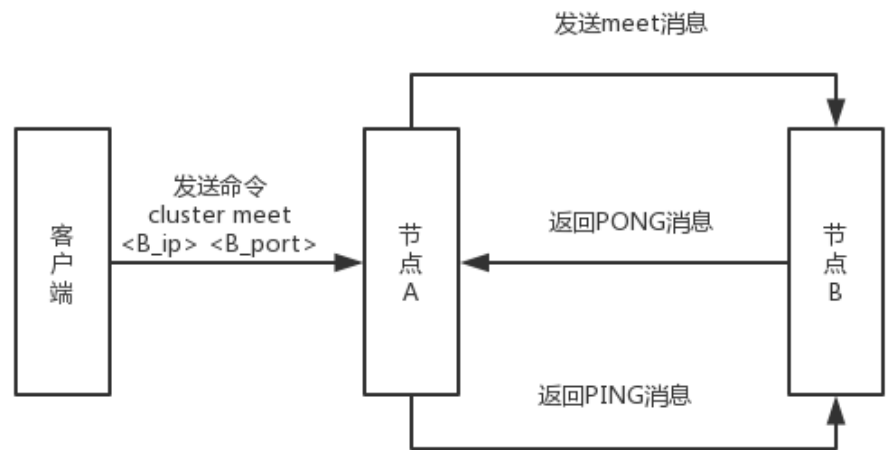 发送meet消息
发送命令
cluster meet
<B_ip> <B_port>
返回PONG消息
客
户
端
节
点
A
节
点
B
返回PING消息